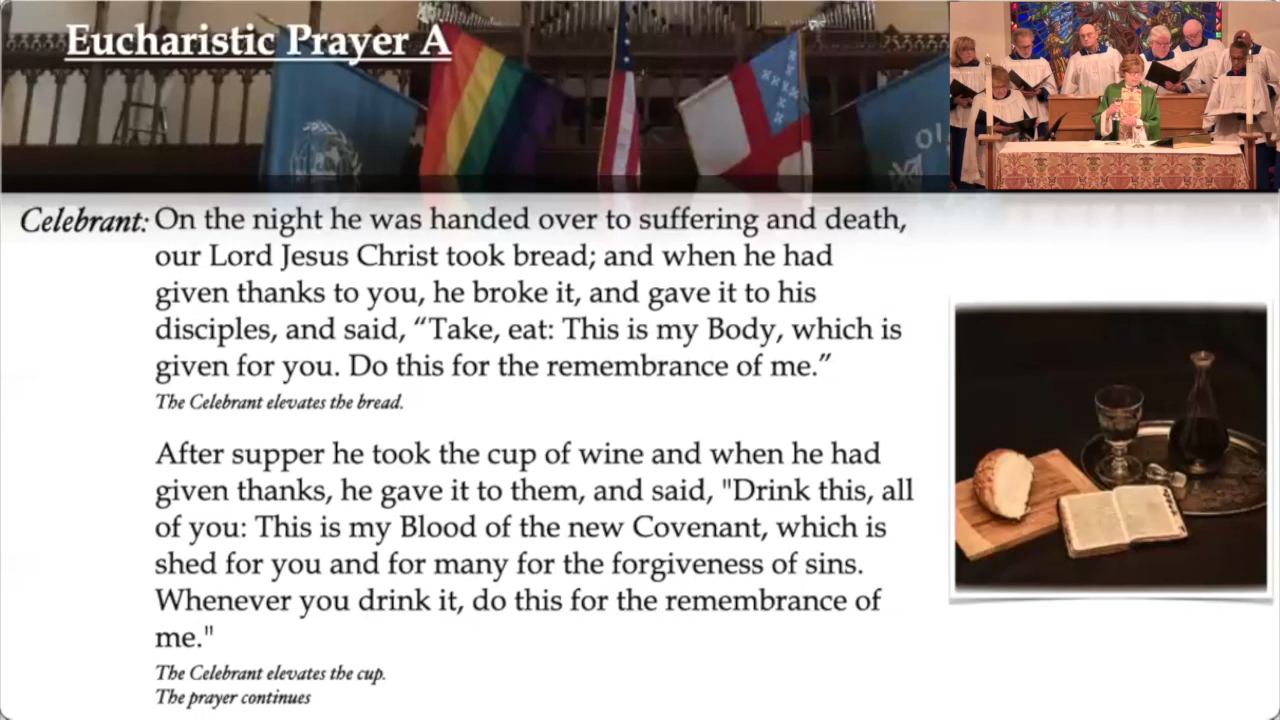 Eucharistic Prayer A
Celebrant: On the night he was handed over to suffering and death,
our Lord Jesus Christ took bread; and when he had
given thanks to you, he broke it, and gave it to his
disciples, and said, “Take, eat: This is my Body, which is
given for you. Do this for the remembrance of me.”
The Celebrant elevates the bread.
After supper he took the cup of wine and when he had
given thanks, he gave it to them, and said, "Drink this, all
of you: This is my Blood of the new Covenant, which is
shed for you and for many for the forgiveness of sins.
Whenever you drink it, do this for the remembrance of
me."
The Celebrant elevates the cup.
The prayer continues